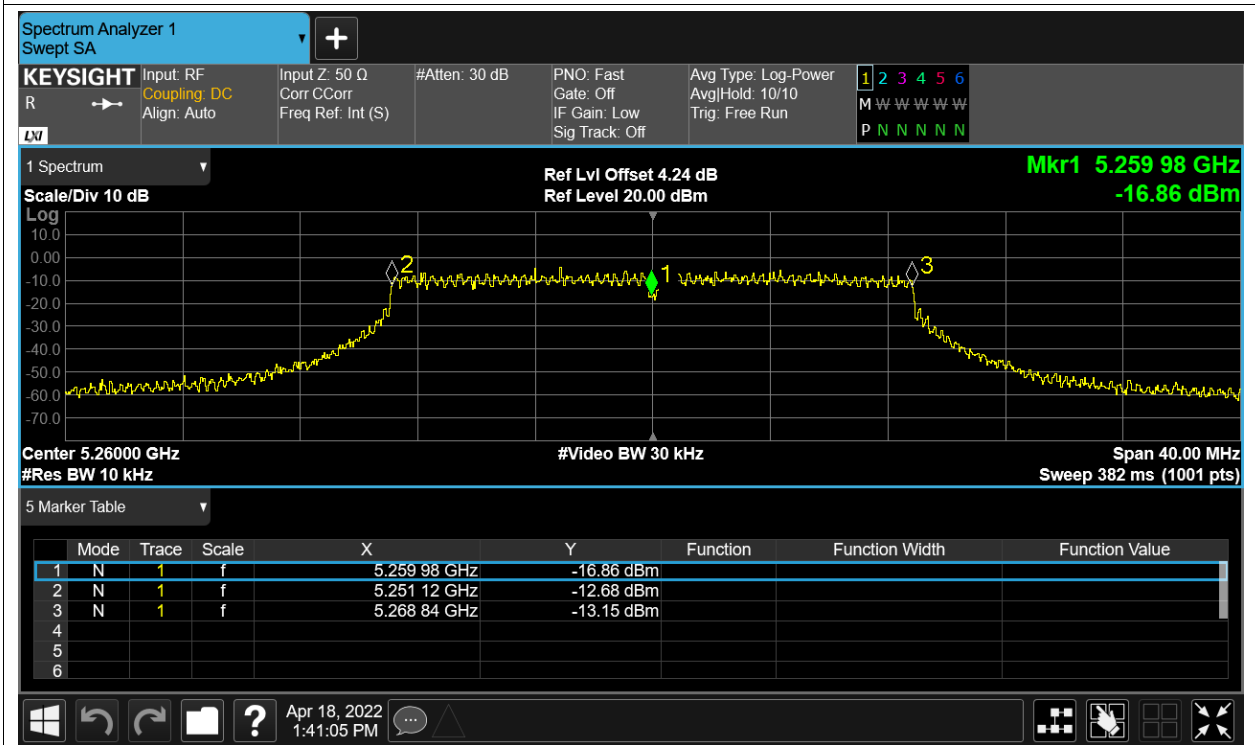 Spectrum Analyzer 1
Swept SA
KEYSIGHT Input: RF Input Z: 50 Ω #Atten: 30 dB PNO: Fast Avg Type: Log-Power 1 2 3 4 5 6
R Coupling: DC Corr CCorr Gate: Off Avg|Hold: 10/10 M W W W W W
Align: Auto Freq Ref: Int (S) IF Gain: Low Trig: Free Run
LXI Sig Track: Off P N N N N N
1 Spectrum Ref Lvl Offset 4.24 dB Mkr1 5.259 98 GHz
Scale/Div 10 dB Ref Level 20.00 dBm -16.86 dBm
Log
10.0
0.00
2 1 3
-10.0
-20.0
-30.0
-40.0
-50.0
-60.0
-70.0
Center 5.26000 GHz #Video BW 30 kHz Span 40.00 MHz
#Res BW 10 kHz Sweep 382 ms (1001 pts)
5 Marker Table
Mode Trace Scale X Y Function Function Width Function Value
1 N 1 f 5.259 98 GHz -16.86 dBm
2 N 1 f 5.251 12 GHz -12.68 dBm
3 N 1 f 5.268 84 GHz -13.15 dBm
4
5
6
? Apr 18, 2022
1:41:05 PM